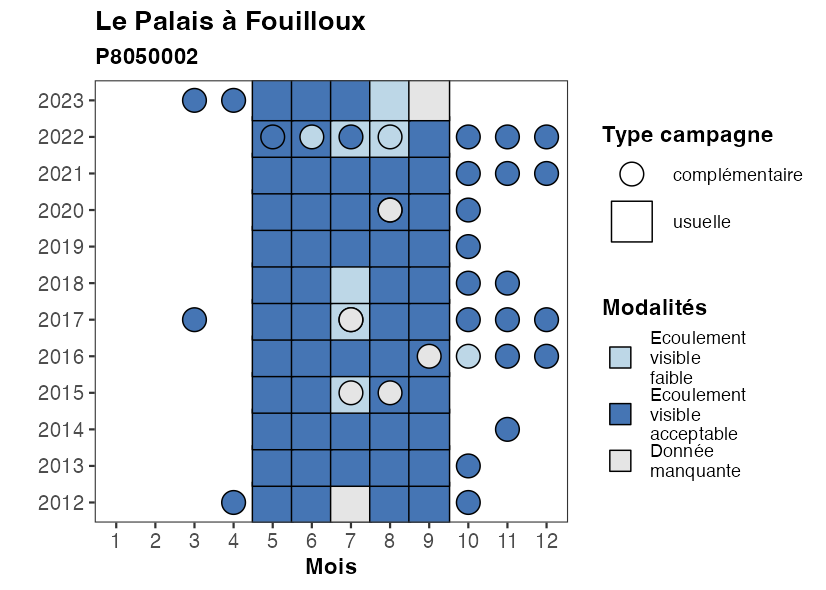 Le Palais à Fouilloux
P8050002
2023
2022
2021
2020
2019
2018
2017
2016
2015
2014
2013
2012
1 2 3 4 5 6 7 8 9 10 11 12
Mois
Type campagne
complémentaire
usuelle
Modalités
Ecoulement
visible
faible
Ecoulement
visible
acceptable
Donnée
manquante